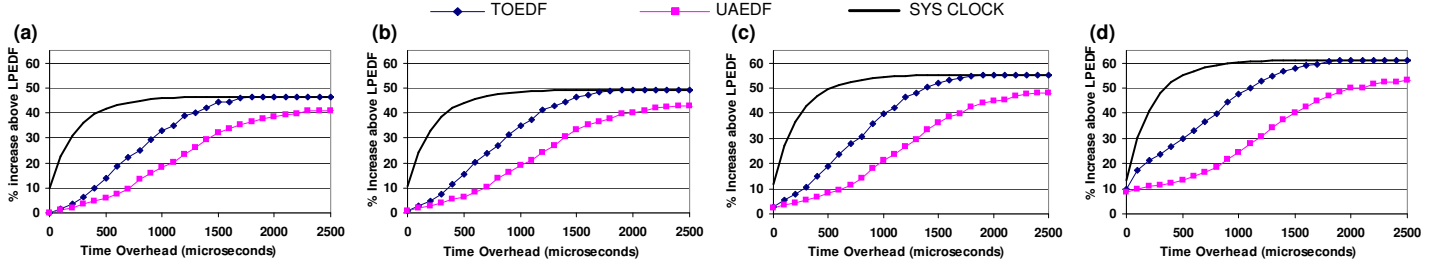 TOEDF UAEDF SYS CLOCK
(a) (b) (c) (d)
% increase above LPEDF
60
50
40
30
20
10
0
0 500 1000 1500 2000 2500
Time Overhead (microseconds)
% Increase above LPEDF
60
50
40
30
20
10
0
0 500 1000 1500 2000 2500
Time Overhead (microseconds)
% Increase above LPEDF
60
50
40
30
20
10
0
0 500 1000 1500 2000 2500
Time Overhead (microseconds)
% Increase above LPEDF
60
50
40
30
20
10
0
0 500 1000 1500 2000 2500
Time Overhead (microseconds)